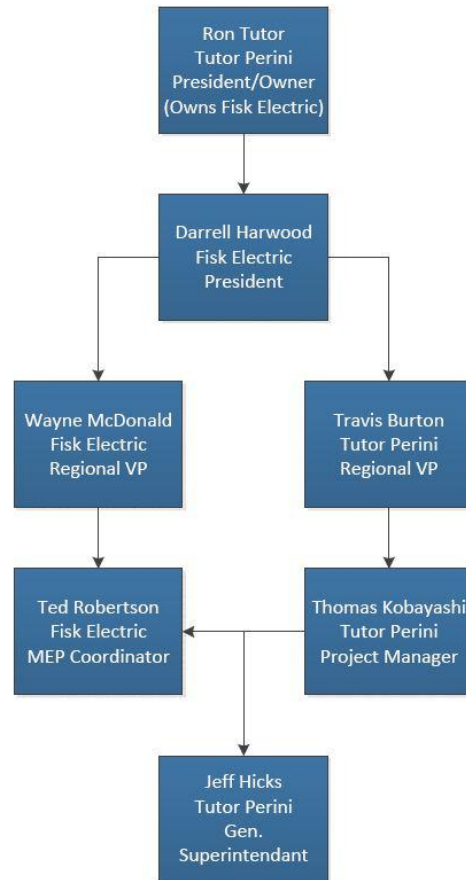 Ron Tutor
Tutor Perini
President/Owner
(Owns Fisk Electric)
Darrell Harwood
Fisk Electric
President
Wayne McDonald
Fisk Electric
Regional VP
Travis Burton
Tutor Perini
Regional VP
Ted Robertson
Fisk Electric
MEP Coordinator
Thomas Kobayashi
Tutor Perini
Project Manager
Jeff Hicks
Tutor Perini
Gen.
Superintendant